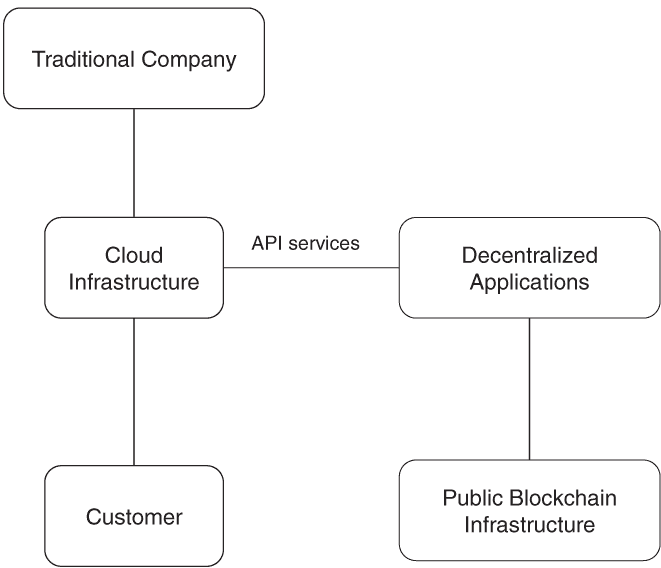 Traditional Company
Cloud
Infrastructure
API services
Decentralized
Applications
Customer
Public Blockchain
Infrastructure